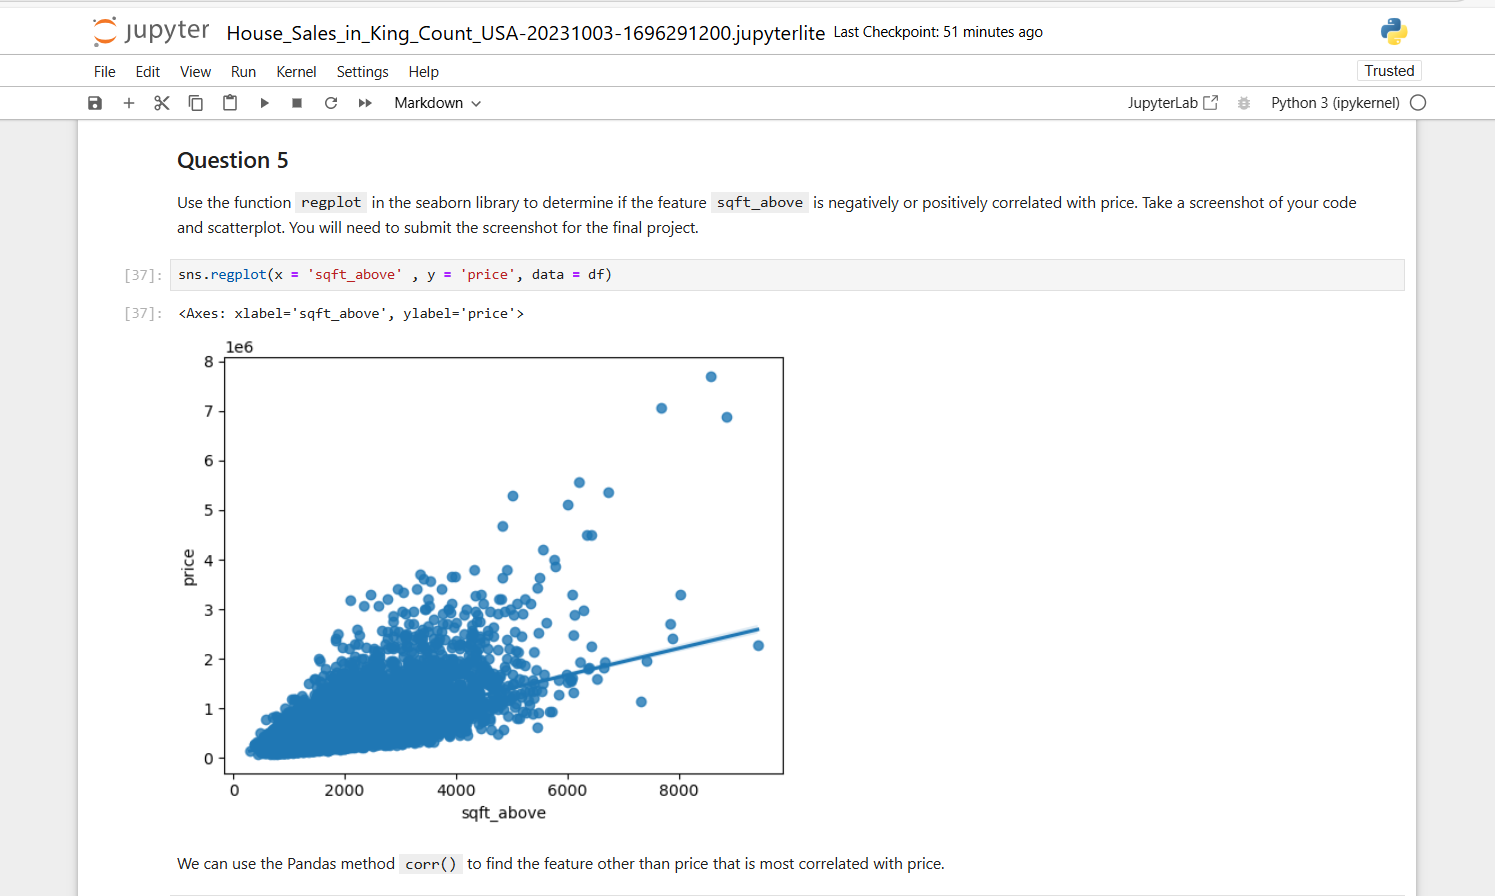 jupyter House_Sales_in_King_Count_USA-20231003-1696291200.jupyterlite Last Checkpoint: 51 minutes ago
File Edit View Run Kernel Settings Help Trusted
Markdown JupyterLab Python 3 (ipykernel)
Question 5
Use the function regplot in the seaborn library to determine if the feature sqft_above is negatively or positively correlated with price. Take a screenshot of your code
and scatterplot. You will need to submit the screenshot for the final project.
[37]: sns.regplot(x = 'sqft_above' , y = 'price', data = df)
[37]: <Axes: xlabel='sqft_above', ylabel='price'>
1e6
8
7
6
5
4
3
2
1
0
price
0 2000 4000 6000 8000
sqft_above
We can use the Pandas method corr() to find the feature other than price that is most correlated with price.